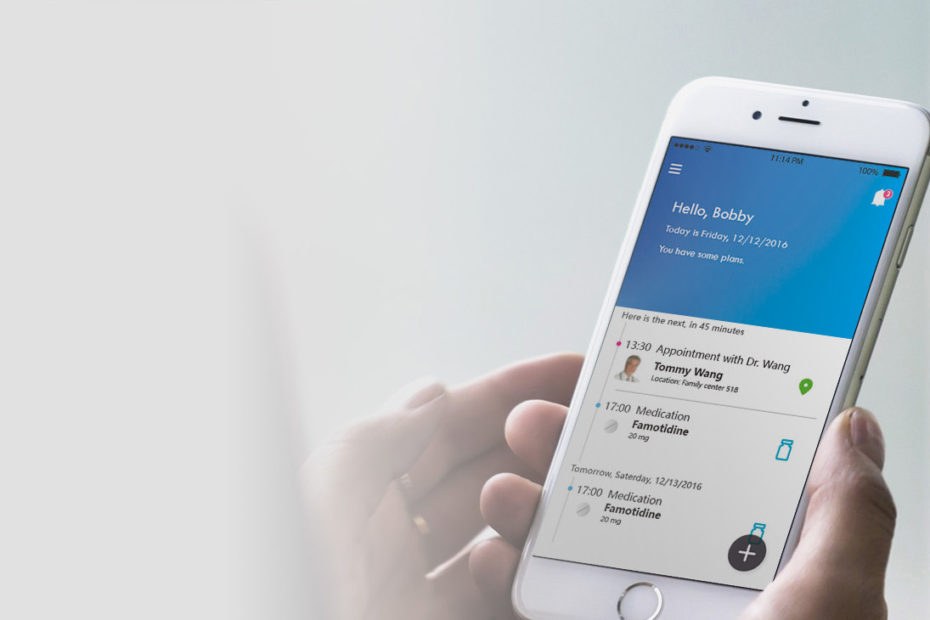 11:14 PM
100%
3
Hello, Bobby
Today is Friday, 12/12/2016
You have some plans.
Here is the next, in 45 minutes
13:30 Appointment with Dr. Wang
Tommy Wang
Location: Family center 518
17:00 Medication
Famotidine
20 mg
Tomorrow, Saterday, 12/13/2016
17:00 Medication
Famotidine
20 mg